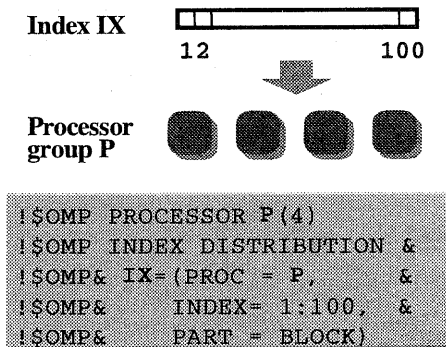 Index IX
12 100
Processor
group P
!$OMP PROCESSOR P(4)
!$OMP INDEX DISTRIBUTION &
!$OMP& IX=(PROC = P, &
!$OMP& INDEX= 1:100, &
!$OMP& PART = BLOCK)